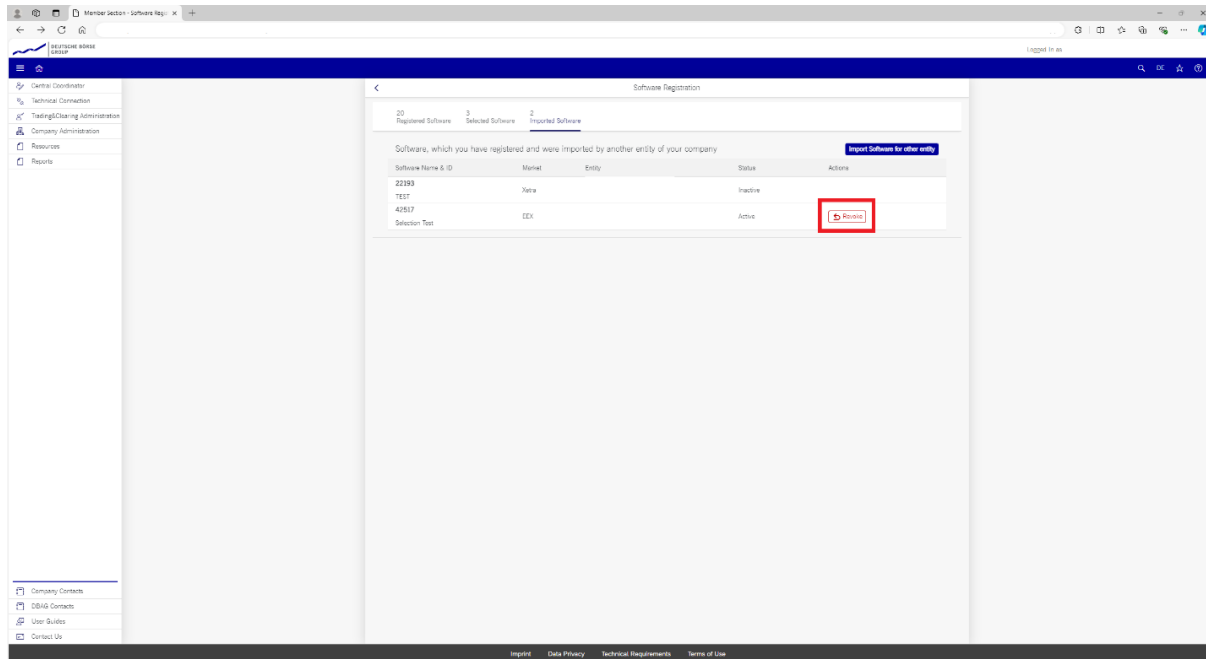 Member Section - Software Regis
DEUTSCHE BÖRSE
GROUP
Logged in as
DE
Central Coordinator
Technical Connection
Trading&Clearing Administration
Company Administration
Resources
Reports
Software Registration
20
Registered Software
Selected Software
2
Imported Software
Software, which you have registered and were imported by another entity of your company
Import Software for other entity
Software Name & ID Market Entity Status Actions
22193
TEST
Xetra Inactive
42517
Selection Test
Active Revoke
Company Contacts
DBAG Contacts
User Guides
Contact Us
Imprint Data Privacy Technical Requirements Terms of Use